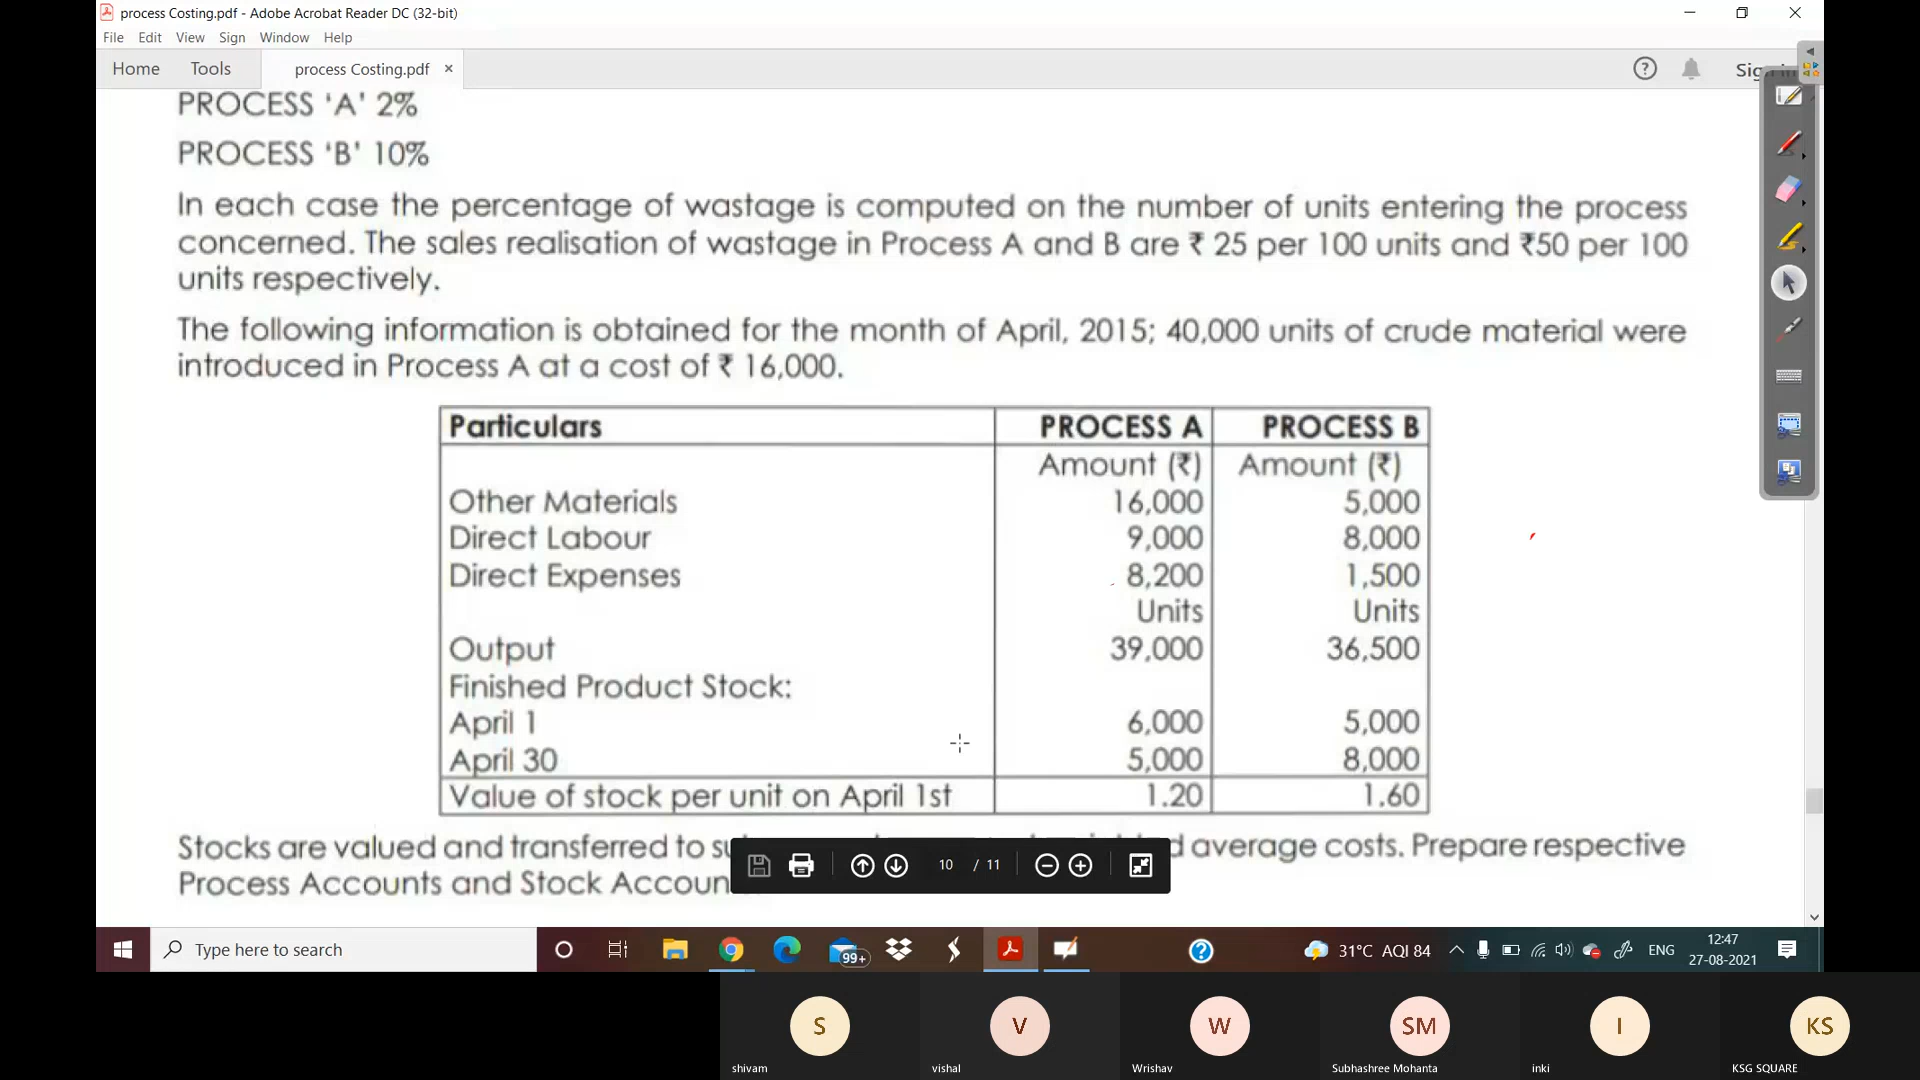 process Costing.pdf - Adobe Acrobat Reader DC (32-bit)
File Edit View Sign Window Help
Home Tools process Costing.pdf × ?
PROCESS ‘A’ 2%
PROCESS ‘B’ 10%
In each case the percentage of wastage is computed on the number of units entering the process
concerned. The sales realisation of wastage in Process A and B are ₹ 25 per 100 units and ₹50 per 100
units respectively.
The following information is obtained for the month of April, 2015; 40,000 units of crude material were
introduced in Process A at a cost of ₹ 16,000.
Particulars PROCESS A PROCESS B
Amount (₹) Amount (₹)
Other Materials 16,000 5,000
Direct Labour 9,000 8,000
Direct Expenses 8,200 1,500
Units Units
Output 39,000 36,500
Finished Product Stock:
April 1 6,000 5,000
April 30 5,000 8,000
Value of stock per unit on April 1st 1.20 1.60
Stocks are valued and transferred to average costs. Prepare respective
Process Accounts and Stock
10 / 11
Type here to search 99+ 31°C AQI 84 ENG 12:47
27-08-2021
S V W SM I KS
shivam vishal Wrishav Subhashree Mohanta inki KSG SQUARE